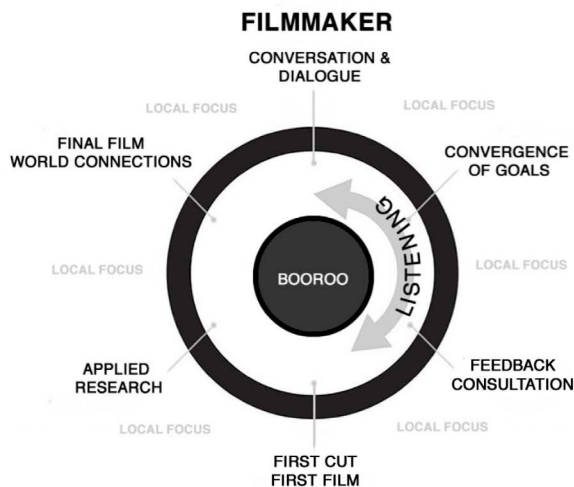 FILMMAKER
CONVERSATION &
DIALOGUE
LOCAL FOCUS
LOCAL FOCUS
FINAL FILM
WORLD CONNECTIONS
CONVERGENCE
OF GOALS
LISTENING
LOCAL FOCUS
BOOROO
LOCAL FOCUS
APPLIED
RESEARCH
FEEDBACK
CONSULTATION
LOCAL FOCUS
LOCAL FOCUS
FIRST CUT
FIRST FILM